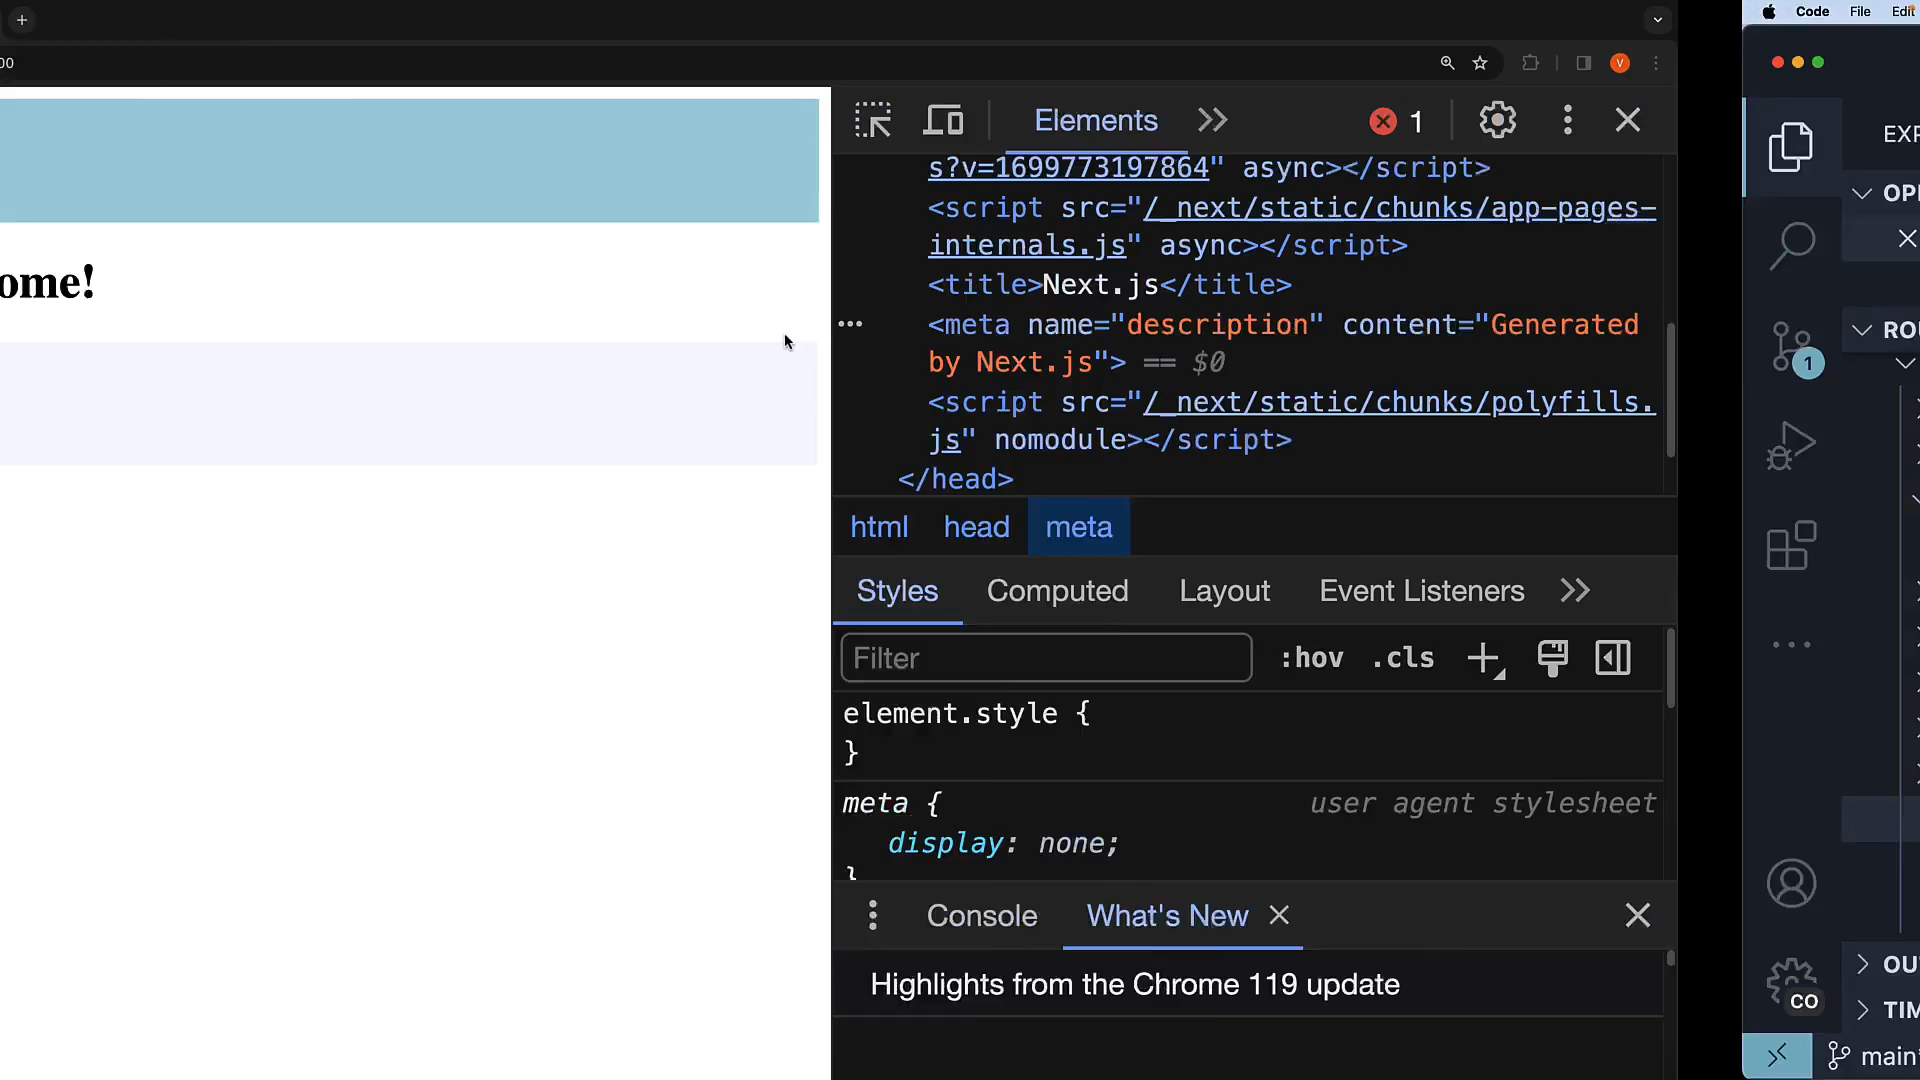 Code File Edit
00
V
Elements
1
s?v=1699773197864" async></script>
<script src="/_next/static/chunks/app-pages-
internals.js" async></script>
<title>Next.js</title>
<meta name="description" content="Generated
by Next.js"> == $0
<script src="/_next/static/chunks/polyfills.
js" nomodule></script>
</head>
ome!
html head meta
Styles Computed Layout Event Listeners
Filter
:hov .cls
element.style {
}
meta {
user agent stylesheet
display: none;
}
Console What's New
Highlights from the Chrome 119 update
EXP
OPE
ROU
1
OUT
TIM
CO
main*